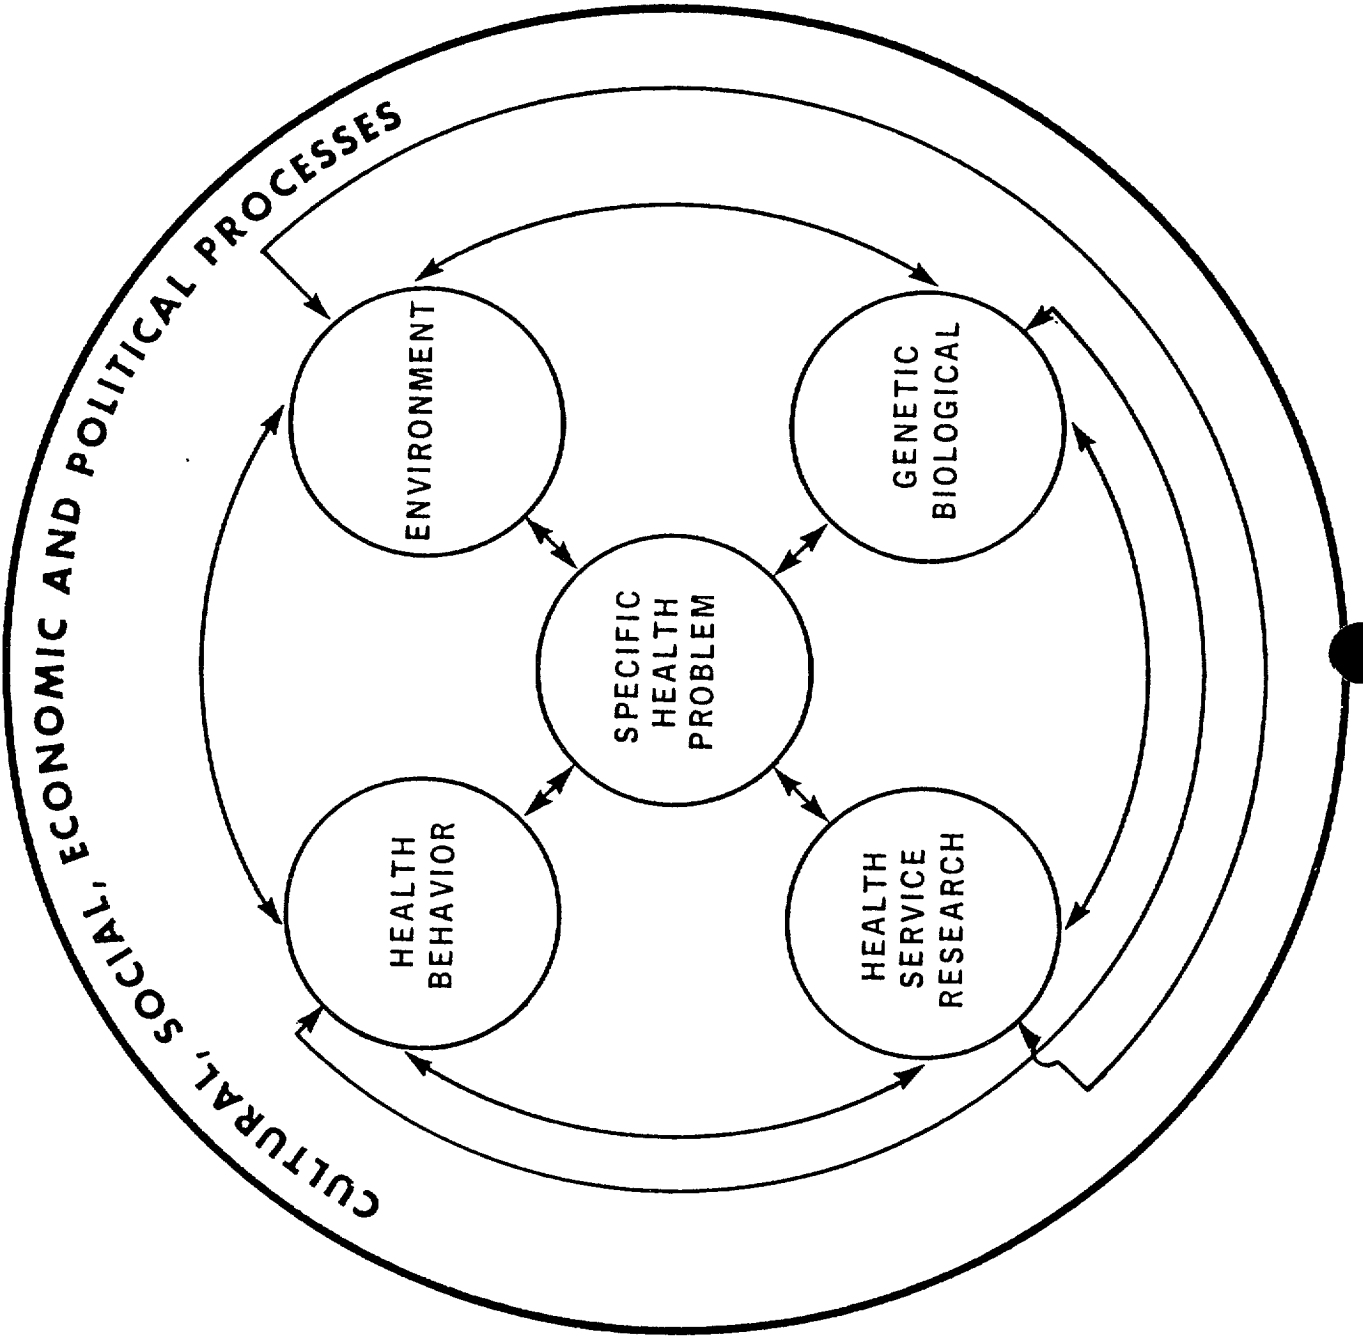 CULTURAL, SOCIAL, ECONOMIC AND POLITICAL PROCESSES
HEALTH
BEHAVIOR
ENVIRONMENT
SPECIFIC
HEALTH
PROBLEM
HEALTH
SERVICE
RESEARCH
GENETIC
BIOLOGICAL